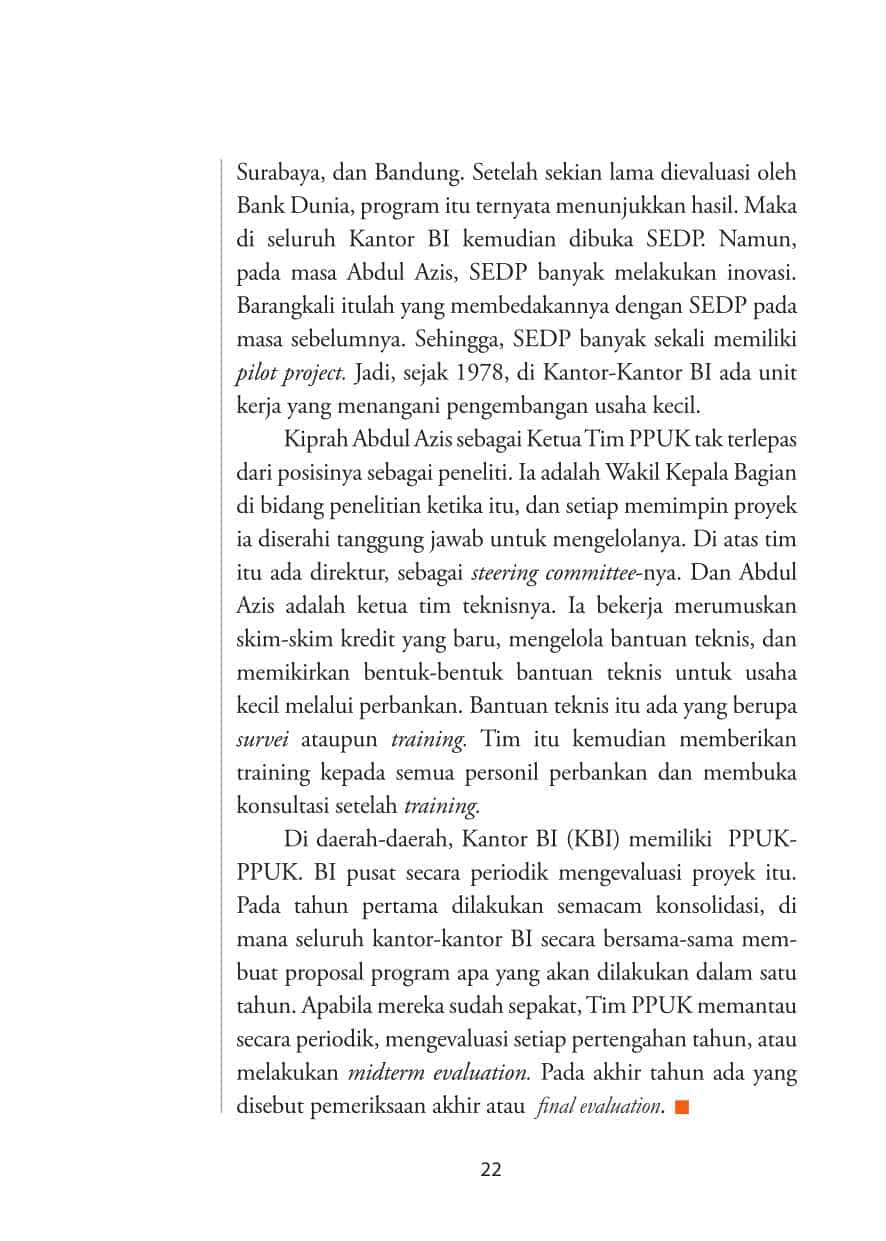 Surabaya, dan Bandung. Setelah sekian lama dievaluasi oleh
Bank Dunia, program itu ternyata menunjukkan hasil. Maka
di seluruh Kantor BI kemudian dibuka SEDP. Namun,
pada masa Abdul Azis, SEDP banyak melakukan inovasi.
Barangkali itulah yang membedakannya dengan SEDP pada
masa sebelumnya. Sehingga, SEDP banyak sekali memiliki
pilot project. Jadi, sejak 1978, di Kantor-Kantor BI ada unit
kerja yang menangani pengembangan usaha kecil.
Kiprah Abdul Azis sebagai Ketua Tim PPUK tak terlepas
dari posisinya sebagai peneliti. Ia adalah Wakil Kepala Bagian
di bidang penelitian ketika itu, dan setiap memimpin proyek
ia diserahi tanggung jawab untuk mengelolanya. Di atas tim
itu ada direktur, sebagai steering committee-nya. Dan Abdul
Azis adalah ketua tim teknisnya. Ia bekerja merumuskan
skim-skim kredit yang baru, mengelola bantuan teknis, dan
memikirkan bentuk-bentuk bantuan teknis untuk usaha
kecil melalui perbankan. Bantuan teknis itu ada yang berupa
survei ataupun training. Tim itu kemudian memberikan
training kepada semua personil perbankan dan membuka
konsultasi setelah training.
Di daerah-daerah, Kantor BI (KBI) memiliki PPUK-
PPUK. BI pusat secara periodik mengevaluasi proyek itu.
Pada tahun pertama dilakukan semacam konsolidasi, di
mana seluruh kantor-kantor BI secara bersama-sama mem-
buat proposal program apa yang akan dilakukan dalam satu
tahun. Apabila mereka sudah sepakat, Tim PPUK memantau
secara periodik, mengevaluasi setiap pertengahan tahun, atau
melakukan midterm evaluation. Pada akhir tahun ada yang
disebut pemeriksaan akhir atau final evaluation.
22